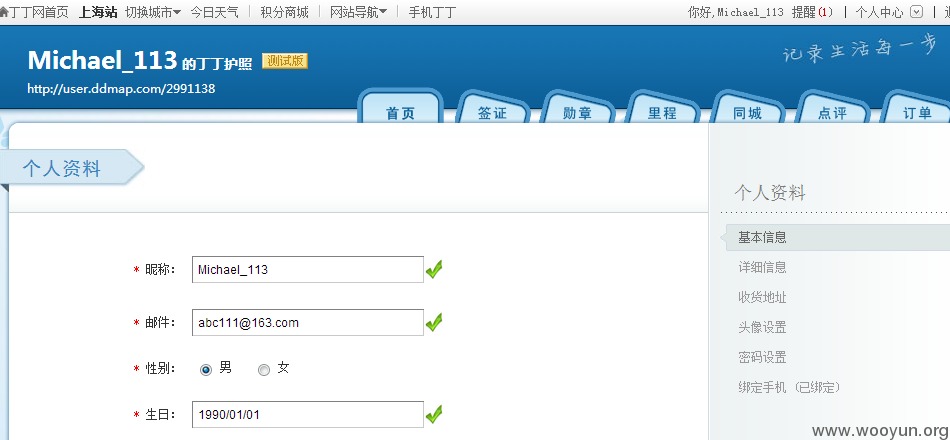 丁丁网首页 上海站 切换城市 今日天气 积分商城 网站导航 手机丁丁 你好,Michael_113 提醒(1) 个人中心
Michael_113 的丁丁护照 测试版
记录生活每一步
http://user.ddmap.com/2991138
首页 签证 勋章 里程 同城 点评 订单
个人资料
个人资料
基本信息
详细信息
收货地址
头像设置
密码设置
绑定手机 (已绑定)
* 昵称: Michael_113
* 邮件: abc111@163.com
* 性别: 男 女
* 生日: 1990/01/01
www.wooyun.org